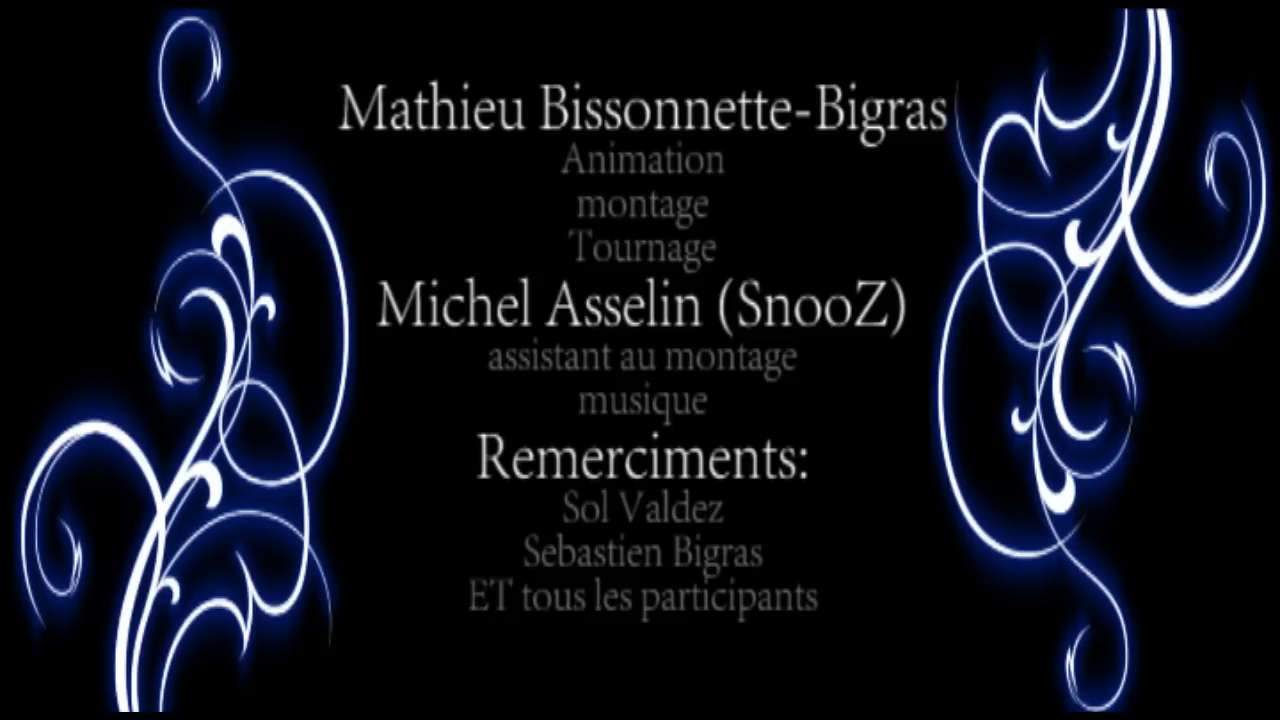 Mathieu Bissonnette-Bigras
Animation
montage
Tournage
Michel Asselin (SnooZ)
assistant au montage
musique
Remerciments:
Sol Valdez
Sebastien Bigras
ET tous les participants